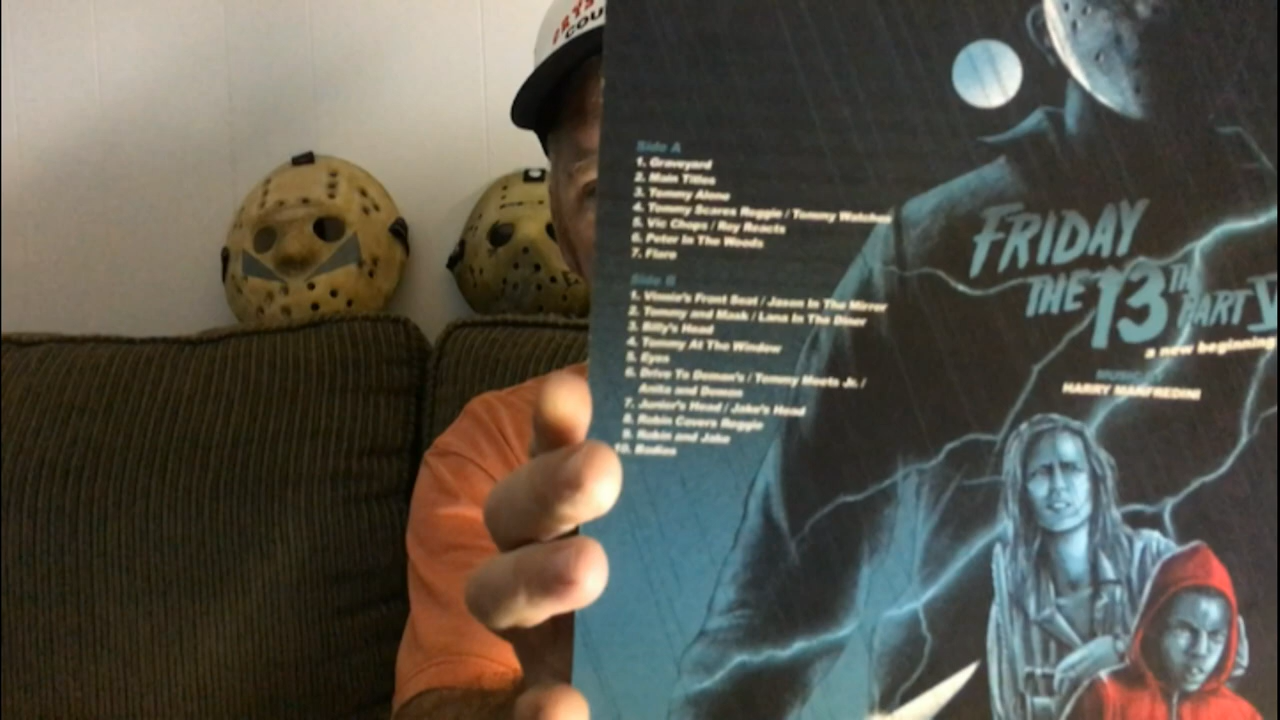 COU
Side A
1. Graveyard
2. Main Titles
3. Tommy Alone
4. Tommy Scares Reggie / Tommy Watches
5. Vic Chops / Roy Reacts
6. Peter In The Woods
7. Flare
Side B
1. Vinnie's Front Seat / Jason In The Mirror
2. Tommy and Mask / Lana In The Diner
3. Billy's Head
4. Tommy At The Window
5. Eyes
6. Drive To Demon's / Tommy Meets Jr. /
Anita and Demon
7. Junior's Head / Jake's Head
8. Robin Covers Reggie
9. Robin and Jake
10. Bodies
FRIDAY
THE 13TH PART V
a new beginning
MUSIC
HARRY MANFREDINI